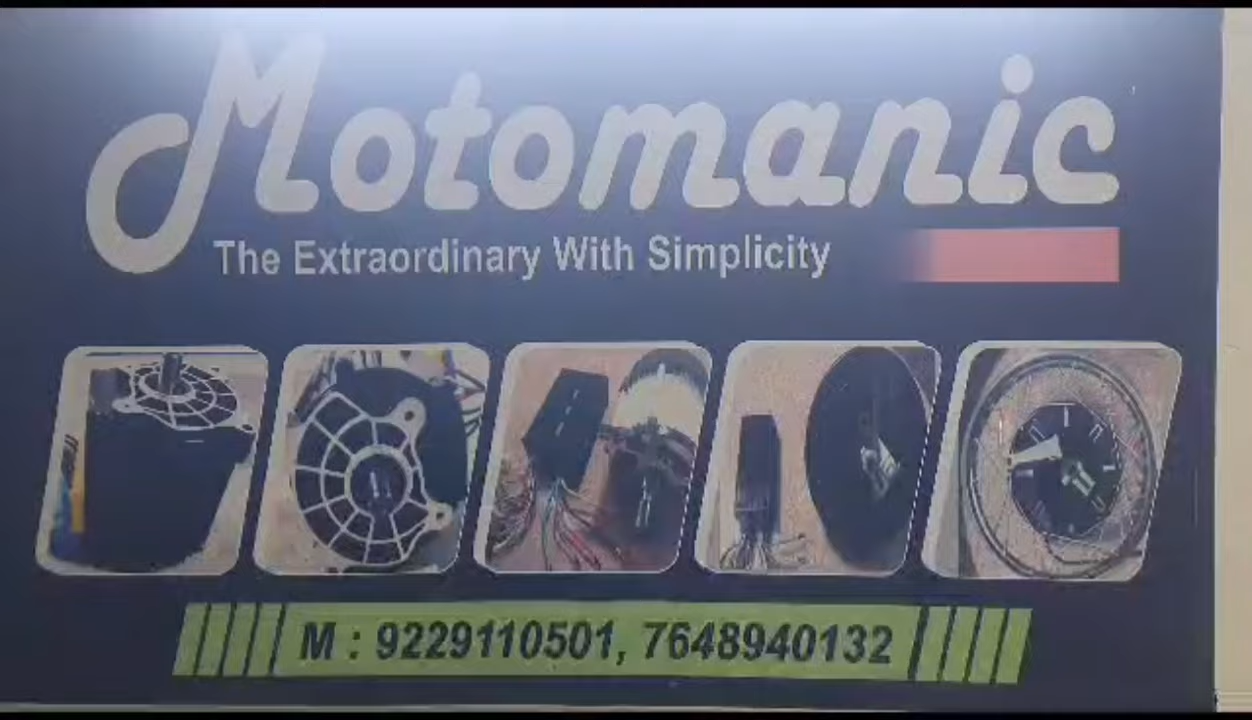 Motomanic
The Extraordinary With Simplicity
M : 9229110501, 7648940132